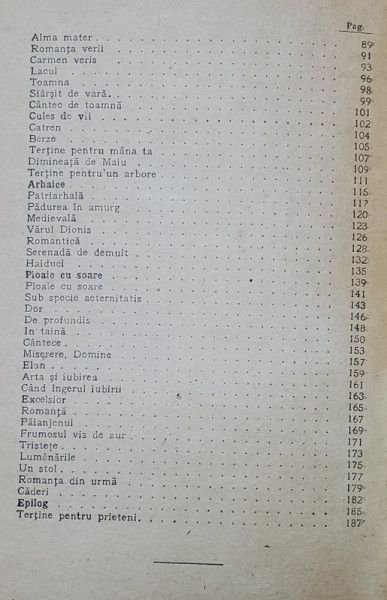 Pag.
Alma mater . . . 89
Romanța verii . . . 91
Carmen veris . . . 93
Lacul . . . 96
Toamna . . . 98
Sfârșit de vară . . . 99
Cântec de toamnă . . . 101
Cules de vii . . . 102
Catren . . . 104
Berze . . . 105
Terține pentru mâna ta . . . 107
Dimineață de Maiu . . . 109
Terține pentru'un arbore . . . 111
Arhaice . . . 115
Patriarhală . . . 117
Pădurea în amurg . . . 120
Medievală . . . 123
Vărul Dionis . . . 126
Romantică . . . 128
Serenadă de demult . . . 132
Haiduci . . . 135
Ploaie cu soare . . . 139
Ploaie cu soare . . . 141
Sub specie aeternitatis . . . 143
Dor . . . 146
De profundis . . . 148
In taină . . . 150
Cântece . . . 153
Miserere, Domine . . . 157
Elan . . . 159
Arta și iubirea . . . 161
Când îngerul iubirii . . . 163
Excelsior . . . 165
Romanță . . . 167
Păianjenul . . . 169
Frumosul vis de aur . . . 171
Tristețe . . . 173
Lumânările . . . 175
Un stol . . . 177
Romanța din urmă . . . 179
Căderi . . . 182
Epilog . . . 185
Terține pentru prieteni . . . 187